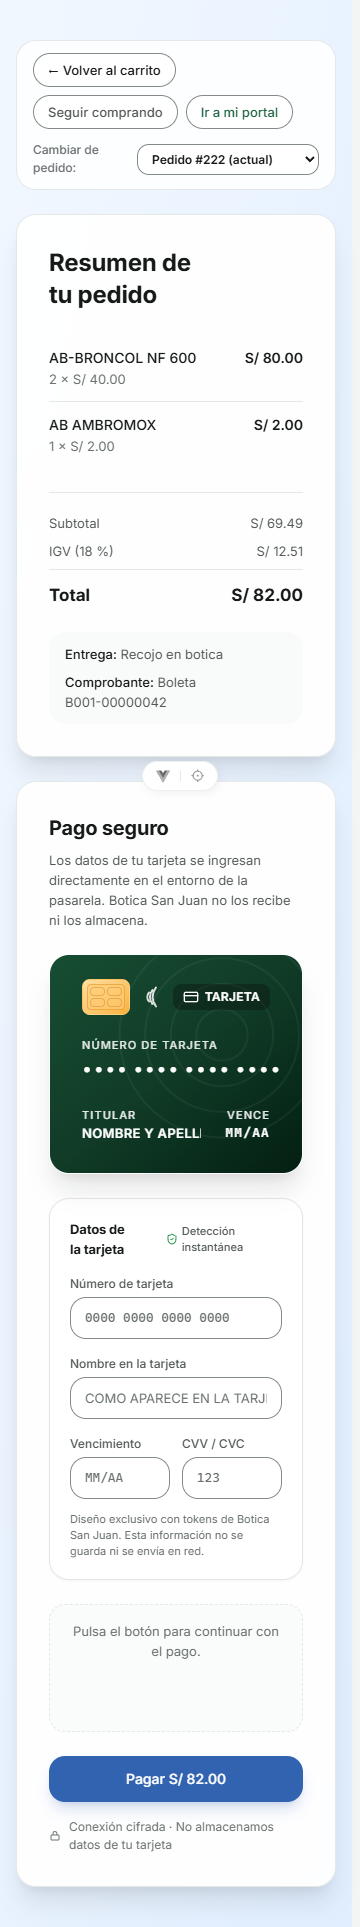 ← Volver al carrito
Seguir comprando
Ir a mi portal
Cambiar de
pedido:
Pedido #222 (actual)
Resumen de
tu pedido
AB-BRONCOL NF 600 S/ 80.00
2 × S/ 40.00
AB AMBROMOX S/ 2.00
1 × S/ 2.00
Subtotal S/ 69.49
IGV (18 %) S/ 12.51
Total S/ 82.00
Entrega: Recojo en botica
Comprobante: Boleta
B001-00000042
Pago seguro
Los datos de tu tarjeta se ingresan
directamente en el entorno de la
pasarela. Botica San Juan no los recibe
ni los almacena.
TARJETA
NÚMERO DE TARJETA
•••• •••• •••• ••••
TITULAR VENCE
NOMBRE Y APELL MM/AA
Datos de
la tarjeta
Detección
instantánea
Número de tarjeta
0000 0000 0000 0000
Nombre en la tarjeta
COMO APARECE EN LA TARJ
Vencimiento CVV / CVC
MM/AA 123
Diseño exclusivo con tokens de Botica
San Juan. Esta información no se
guarda ni se envía en red.
Pulsa el botón para continuar con
el pago.
Pagar S/ 82.00
Conexión cifrada · No almacenamos
datos de tu tarjeta